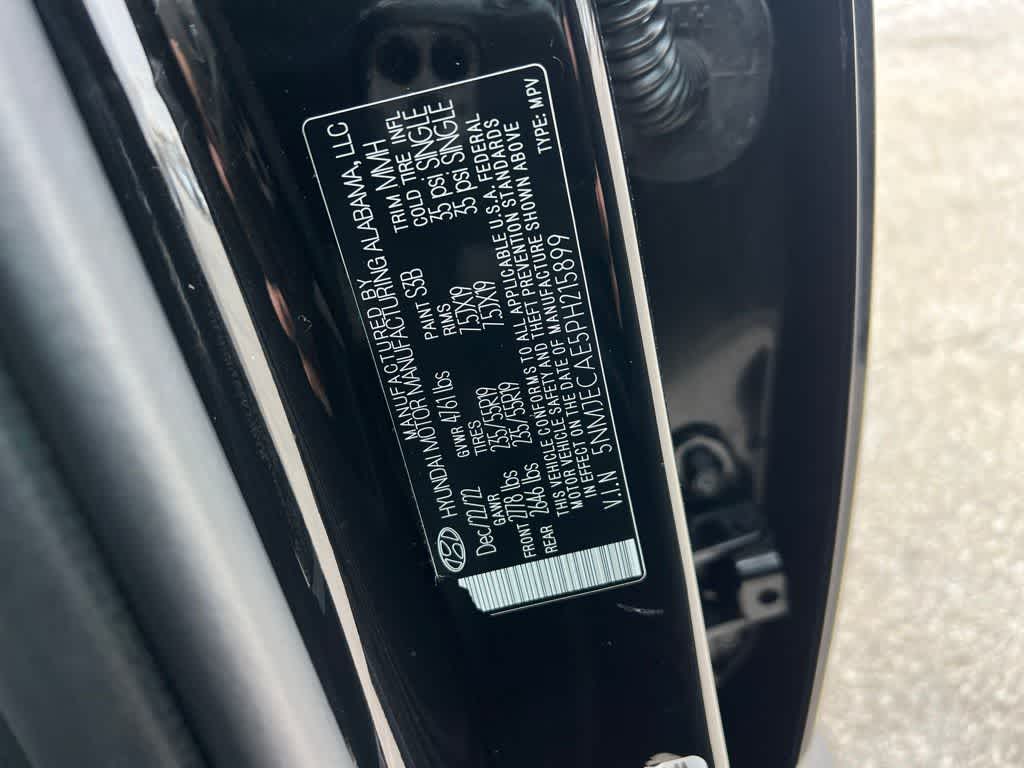 MANUFACTURED BY
HYUNDAI MOTOR MANUFACTURING ALABAMA, LLC
Dec/22/22 GVWR 4761 lbs PAINT S3B TRIM MMH
GAWR TIRES RIMS COLD TIRE INFL
FRONT 2778 lbs 235/55R19 7.5JX19 35 psi SINGLE
REAR 2646 lbs 235/55R19 7.5JX19 35 psi SINGLE
THIS VEHICLE CONFORMS TO ALL APPLICABLE U.S.A. FEDERAL
MOTOR VEHICLE SAFETY AND THEFT PREVENTION STANDARDS
IN EFFECT ON THE DATE OF MANUFACTURE SHOWN ABOVE
V.I.N 5NMJECAE5PH215899 TYPE: MPV